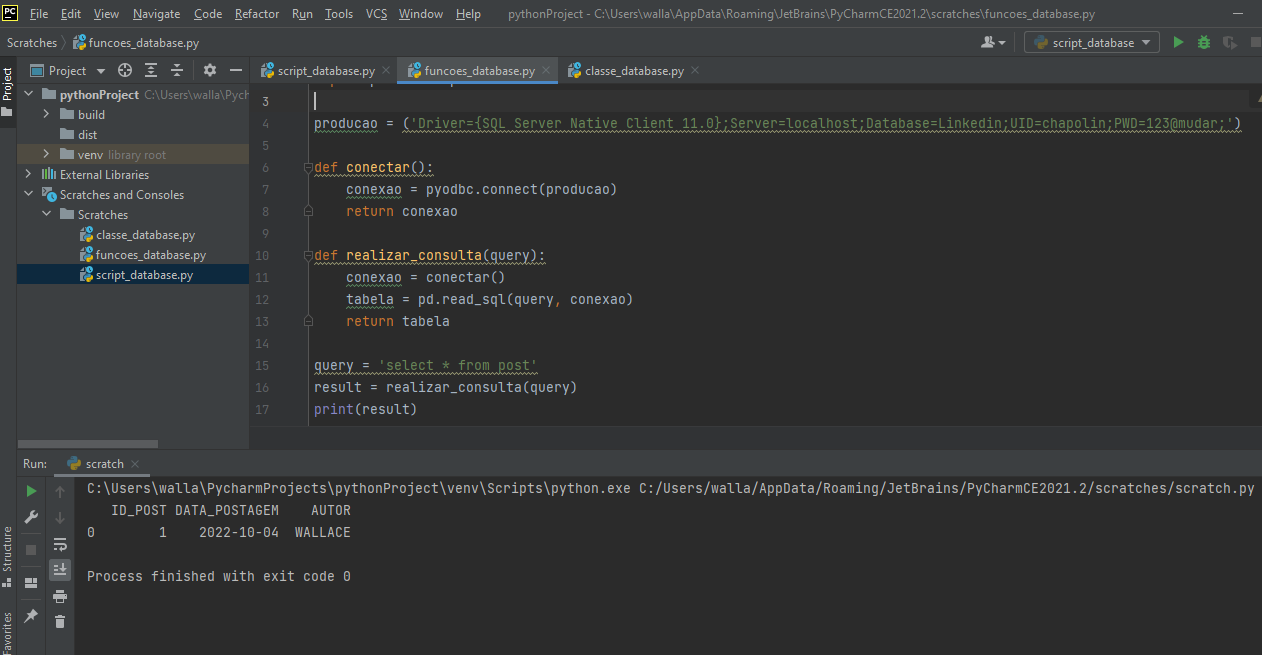 PC File Edit View Navigate Code Refactor Run Tools VCS Window Help pythonProject - C:\Users\walla\AppData\Roaming\JetBrains\PyCharmCE2021.2\scratches\funcoes_database.py
Scratches funcoes_database.py script_database
Project Project script_database.py funcoes_database.py classe_database.py
pythonProject C:\Users\walla\Pych
build
dist
venv library root
External Libraries
Scratches and Consoles
Scratches
classe_database.py
funcoes_database.py
script_database.py
3
4 producao = ('Driver={SQL Server Native Client 11.0};Server=localhost;Database=Linkedin;UID=chapolin;PWD=123@mudar;')
5
6 def conectar():
7 conexao = pyodbc.connect(producao)
8 return conexao
9
10 def realizar_consulta(query):
11 conexao = conectar()
12 tabela = pd.read_sql(query, conexao)
13 return tabela
14
15 query = 'select * from post'
16 result = realizar_consulta(query)
17 print(result)
Run: scratch
C:\Users\walla\PycharmProjects\pythonProject\venv\Scripts\python.exe C:/Users/walla/AppData/Roaming/JetBrains/PyCharmCE2021.2/scratches/scratch.py
ID_POST DATA_POSTAGEM AUTOR
0 1 2022-10-04 WALLACE
Process finished with exit code 0
Structure
Favorites